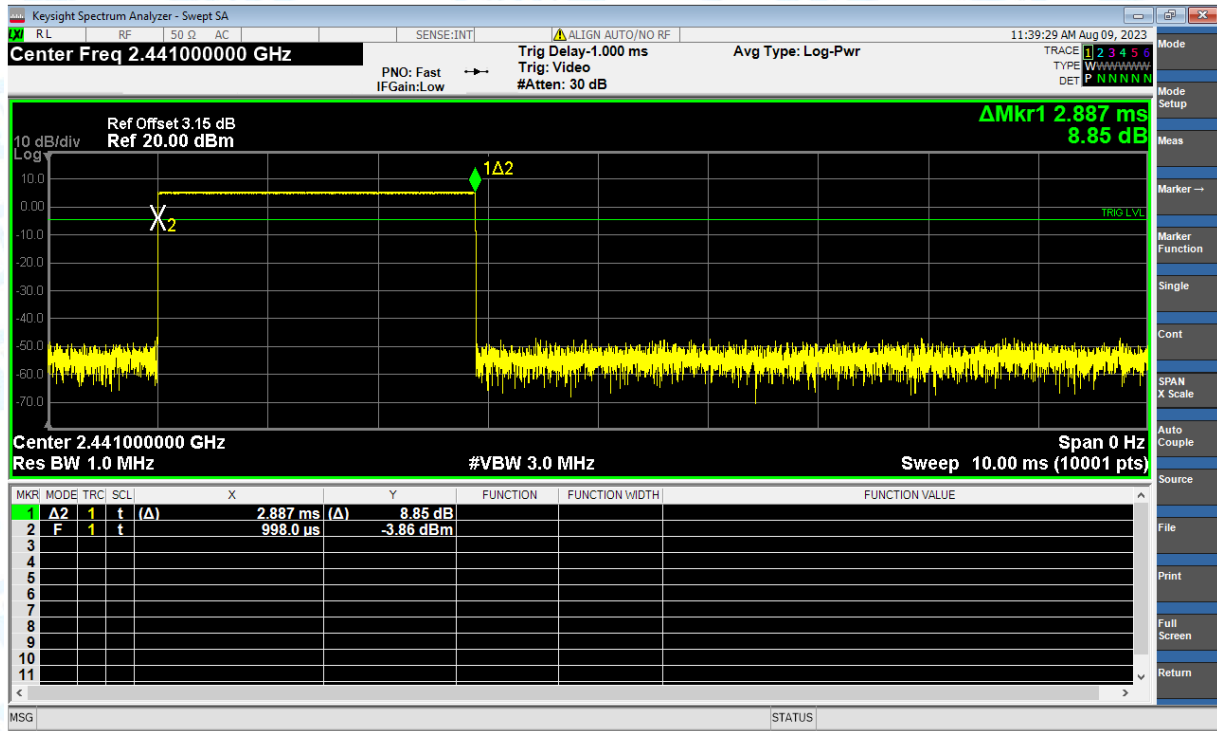 Keysight Spectrum Analyzer - Swept SA
LXI RL RF 50 Ω AC SENSE:INT ALIGN AUTO/NO RF 11:39:29 AM Aug 09, 2023
Center Freq 2.441000000 GHz
PNO: Fast
IFGain:Low
Trig Delay-1.000 ms
Trig: Video
#Atten: 30 dB
Avg Type: Log-Pwr
TRACE 1 2 3 4 5 6
TYPE WWWWWW
DET P N N N N N
ΔMkr1 2.887 ms
8.85 dB
Ref Offset 3.15 dB
10 dB/div Ref 20.00 dBm
Log
10.0
0.00
-10.0
-20.0
-30.0
-40.0
-50.0
-60.0
-70.0
1Δ2
X2
TRIG LVL
Center 2.441000000 GHz Span 0 Hz
Res BW 1.0 MHz #VBW 3.0 MHz Sweep 10.00 ms (10001 pts)
MKR MODE TRC SCL X Y FUNCTION FUNCTION WIDTH FUNCTION VALUE
1 Δ2 1 t (Δ) 2.887 ms (Δ) 8.85 dB
2 F 1 t 998.0 µs -3.86 dBm
3
4
5
6
7
8
9
10
11
MSG STATUS
Mode
Mode
Setup
Meas
Marker →
Marker
Function
Single
Cont
SPAN
X Scale
Auto
Couple
Source
File
Print
Full
Screen
Return